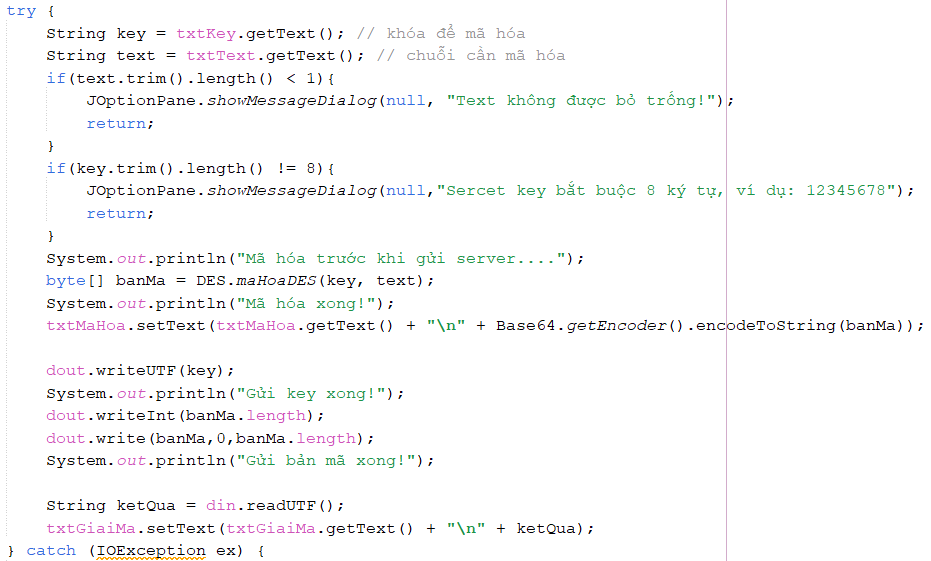 try {
String key = txtKey.getText(); // khóa để mã hóa
String text = txtText.getText(); // chuỗi cần mã hóa
if(text.trim().length() < 1){
JOptionPane.showMessageDialog(null, "Text không được bỏ trống!");
return;
}
if(key.trim().length() != 8){
JOptionPane.showMessageDialog(null,"Sercet key bắt buộc 8 ký tự, ví dụ: 12345678");
return;
}
System.out.println("Mã hóa trước khi gửi server....");
byte[] banMa = DES.maHoaDES(key, text);
System.out.println("Mã hóa xong!");
txtMaHoa.setText(txtMaHoa.getText() + "\n" + Base64.getEncoder().encodeToString(banMa));
dout.writeUTF(key);
System.out.println("Gửi key xong!");
dout.writeInt(banMa.length);
dout.write(banMa,0,banMa.length);
System.out.println("Gửi bản mã xong!");
String ketQua = din.readUTF();
txtGiaiMa.setText(txtGiaiMa.getText() + "\n" + ketQua);
} catch (IOException ex) {